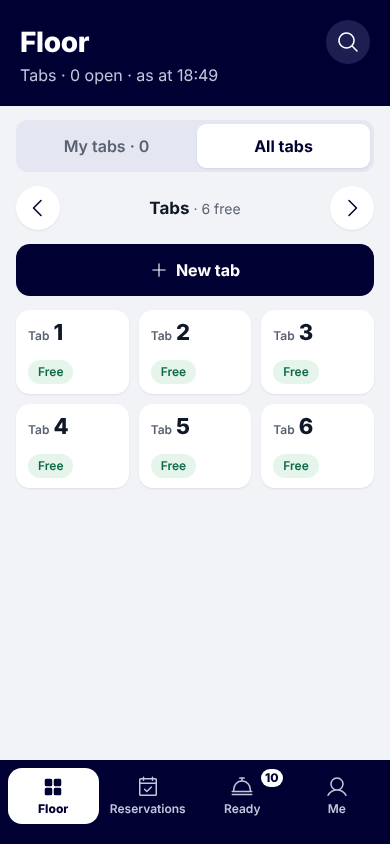 Floor
Tabs · 0 open · as at 18:49
My tabs · 0
All tabs
Tabs · 6 free
New tab
Tab 1
Free
Tab 2
Free
Tab 3
Free
Tab 4
Free
Tab 5
Free
Tab 6
Free
Floor
Reservations
10
Ready
Me